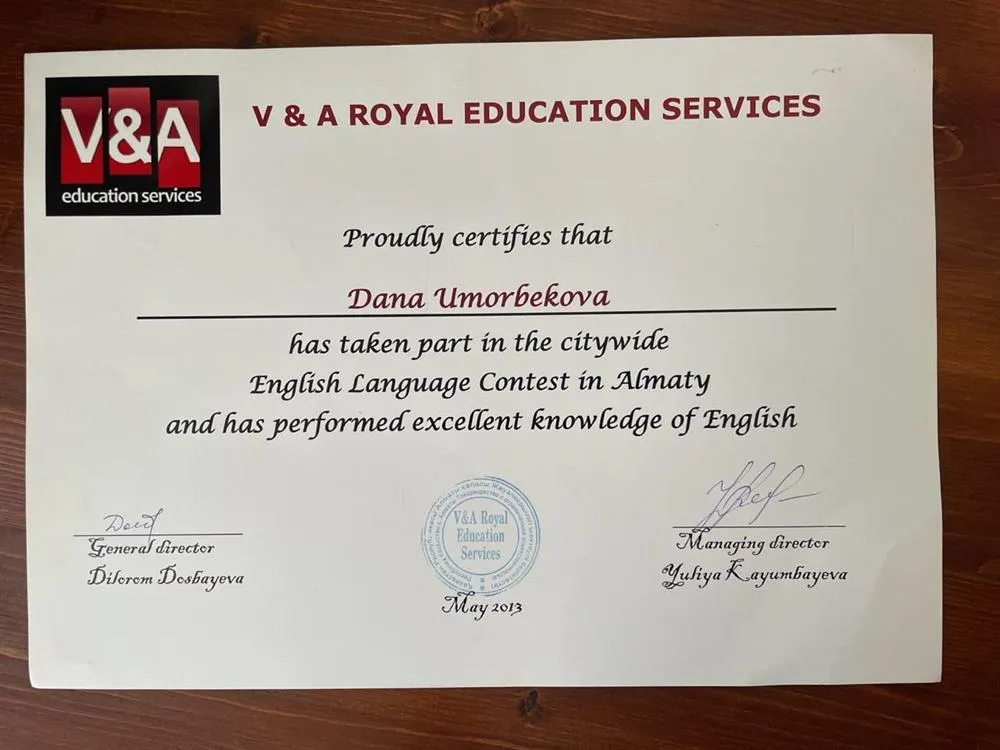 V&A
education services
V & A ROYAL EDUCATION SERVICES
Proudly certifies that
Dana Umorbekova
has taken part in the citywide
English Language Contest in Almaty
and has performed excellent knowledge of English
General director
Dilorom Dosbayeva
V&A Royal
Education
Services
May 2013
Managing director
Yuliya Kayumbayeva